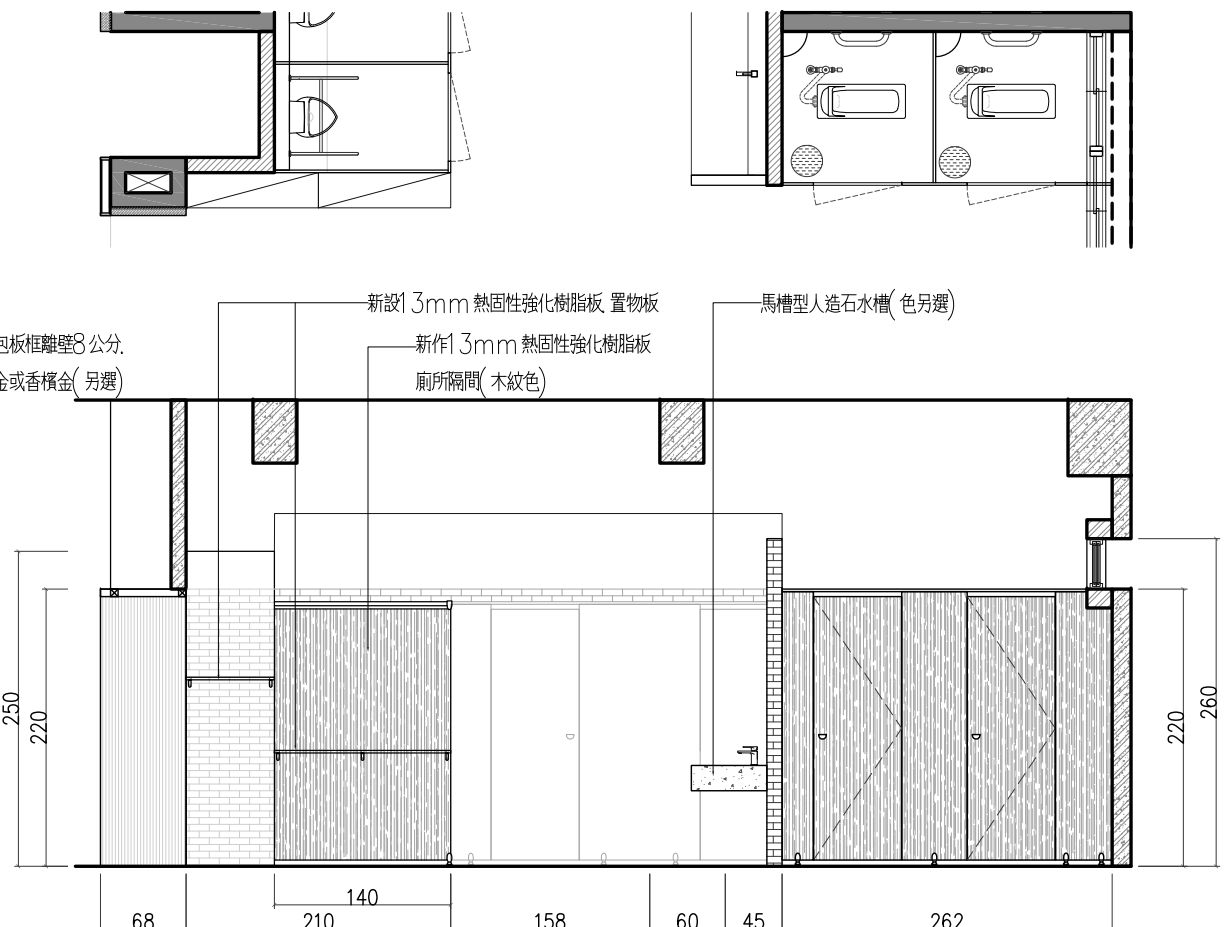 新設13mm 熱固性強化樹脂板 置物板
馬槽型人造石水槽(色另選)
包板框離壁8公分.
新作13mm 熱固性強化樹脂板
金或香檳金(另選)
廁所隔間(木紋色)
250
220
220
260
140
68
210
158
60
45
262